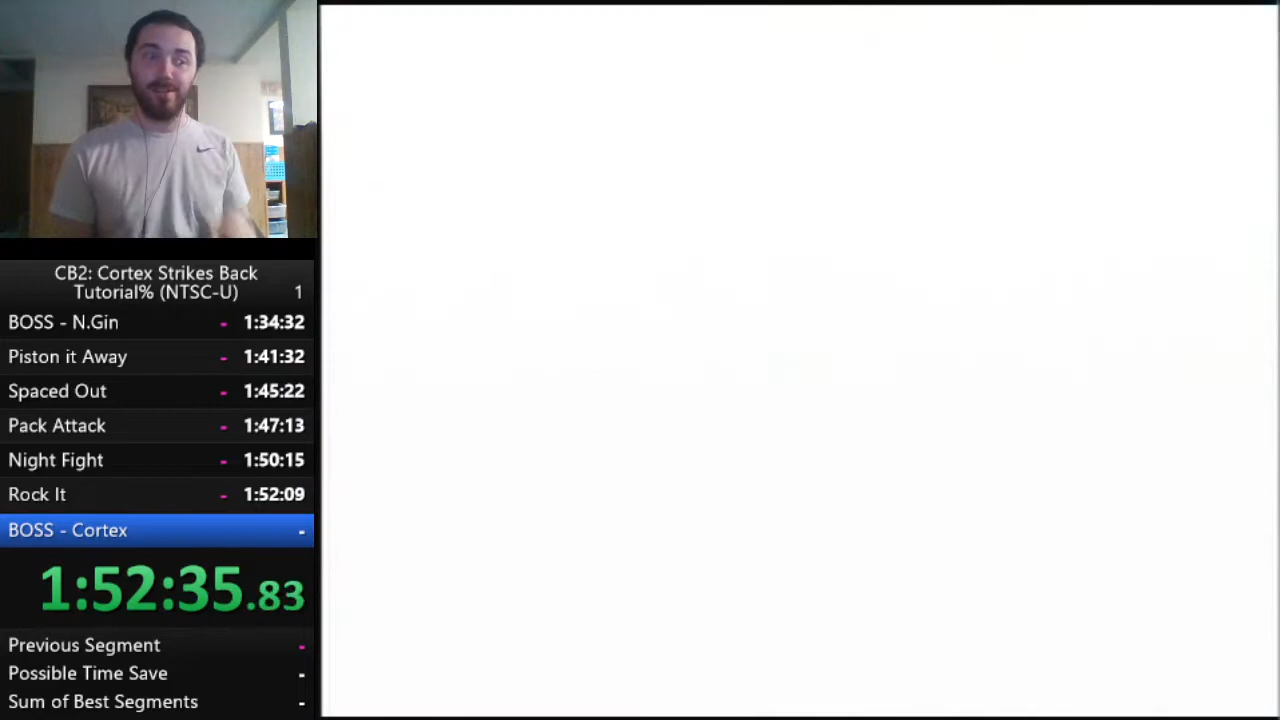 CB2: Cortex Strikes Back
Tutorial% (NTSC-U) 1
BOSS - N.Gin - 1:34:32
Piston it Away - 1:41:32
Spaced Out - 1:45:22
Pack Attack - 1:47:13
Night Fight - 1:50:15
Rock It - 1:52:09
BOSS - Cortex -
1:52:35.83
Previous Segment -
Possible Time Save -
Sum of Best Segments -